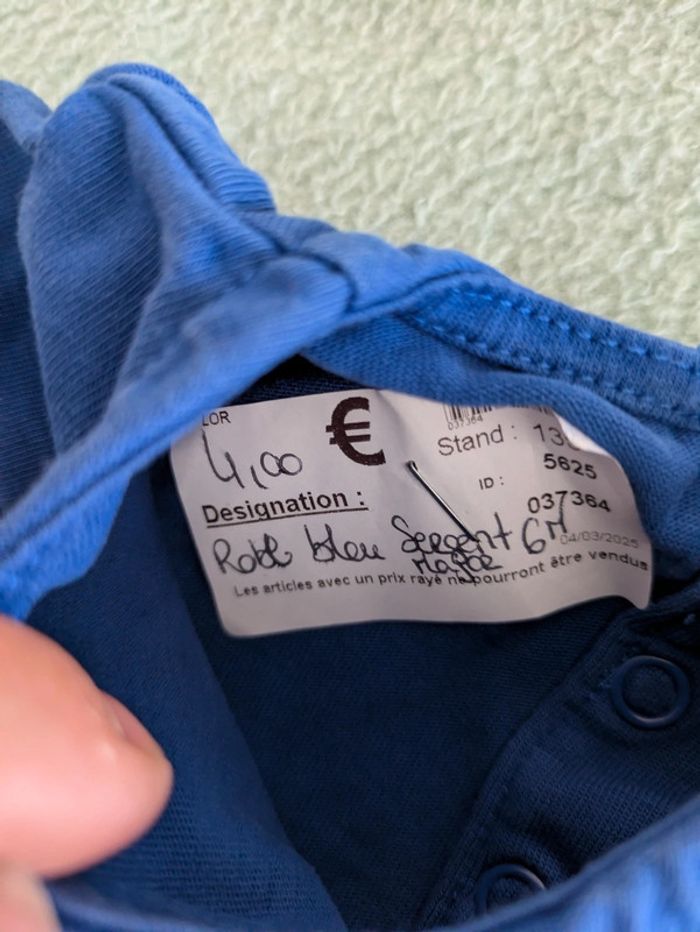 LOR
037364
4,00 €
Stand : 13
5625
ID :
037364
Designation :
Robe bleu Sergent 6M
Major
04/03/2025
Les articles avec un prix rayé ne pourront être vendus